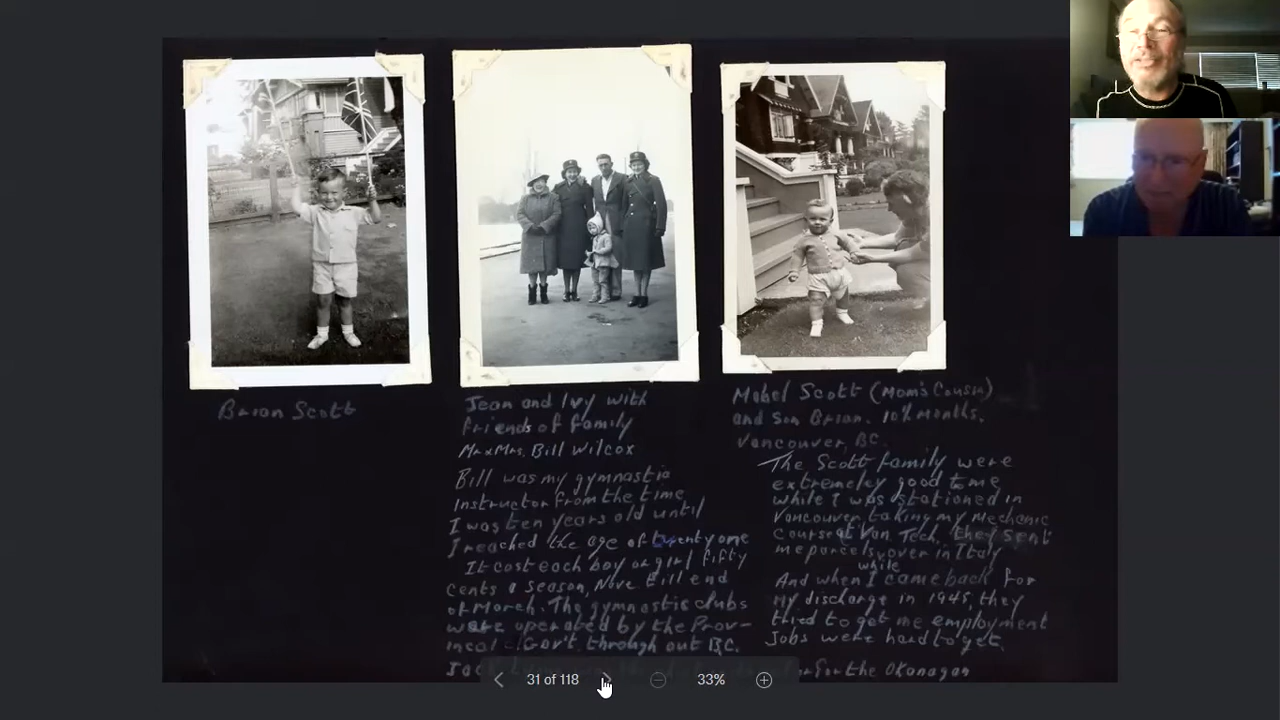 Brian Scott
Jean and Ivy with
friends of family
Mr & Mrs. Bill Wilcox
Bill was my gymnastic
instructor from the time
I was ten years old until
I reached the age of twenty one
It cost each boy or girl fifty
cents a season, Nov. till end
of March. The gymnastic clubs
were operated by the Prov-
incal Gov't. through out B.C.
for the Okanagan
Mabel Scott (Mom's Cousin)
and Son Brian. 10½ months.
Vancouver, B.C.
The Scott family were
extremeley good to me
while I was stationed in
Vancouver taking my Mechanic
Course at Van Tech, they sent
me parcels over in Italy
while
And when I came back for
my discharge in 1945, they
tried to get me employment
Jobs were hard to get.
31 of 118
33%